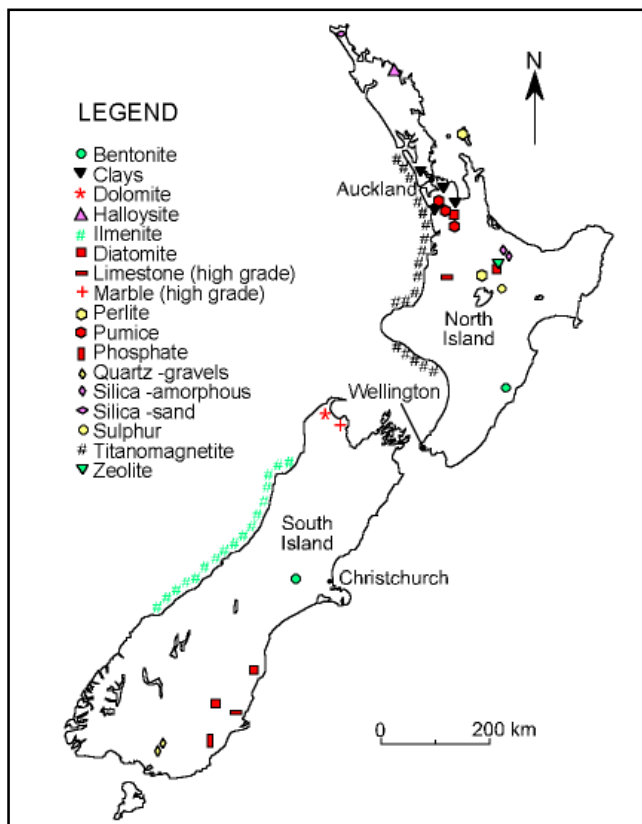 N
LEGEND
Bentonite
Clays
Dolomite
Halloysite
Ilmenite
Diatomite
Limestone (high grade)
Marble (high grade)
Perlite
Pumice
Phosphate
Quartz -gravels
Silica -amorphous
Silica -sand
Sulphur
Titanomagnetite
Zeolite
Auckland
North
Island
Wellington
South
Island
Christchurch
0 200 km